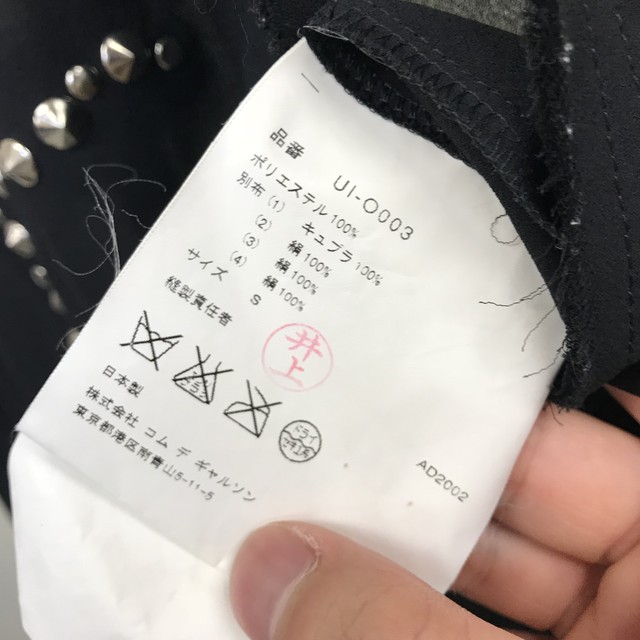 品番 UI-O003
ポリエステル100%
別布(1) キュプラ100%
(2) 絹100%
(3) 絹100%
(4) 絹100%
サイズ S
縫製責任者
井上
日本製
株式会社 コム デ ギャルソン
東京都港区南青山5-11-5
AD2002